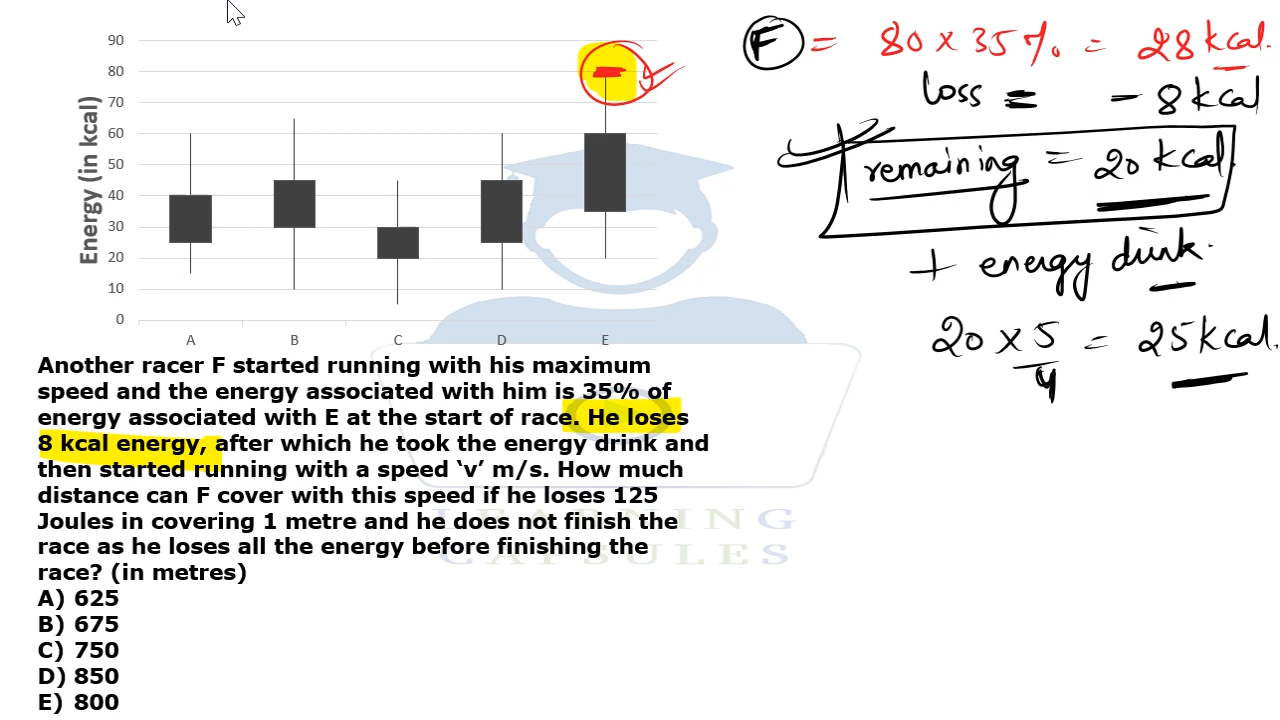 90
80
70
60
50
40
30
20
10
0
Energy (in kcal)
A B C D E
F = 80 x 35% = 28 kcal.
loss = - 8 kcal
remaining = 20 kcal.
+ energy drink.
20 x 5/4 = 25 kcal.
Another racer F started running with his maximum
speed and the energy associated with him is 35% of
energy associated with E at the start of race. He loses
8 kcal energy, after which he took the energy drink and
then started running with a speed ‘v’ m/s. How much
distance can F cover with this speed if he loses 125
Joules in covering 1 metre and he does not finish the
race as he loses all the energy before finishing the
race? (in metres)
A) 625
B) 675
C) 750
D) 850
E) 800
LEARNING
CAPSULES